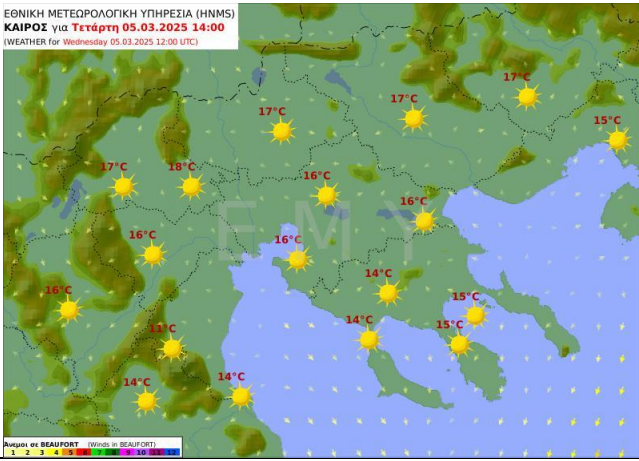 ΕΘΝΙΚΗ ΜΕΤΕΩΡΟΛΟΓΙΚΗ ΥΠΗΡΕΣΙΑ (HNMS)
ΚΑΙΡΟΣ για Τετάρτη 05.03.2025 14:00
(WEATHER for Wednesday 05.03.2025 12:00 UTC)
17°C
17°C
17°C
15°C
17°C
18°C
16°C
16°C
E M Y
16°C
16°C
14°C
16°C
15°C
14°C
15°C
11°C
14°C
14°C
Άνεμοι σε BEAUFORT (Winds in BEAUFORT)
1 2 3 4 5 6 7 8 9 10 11 12